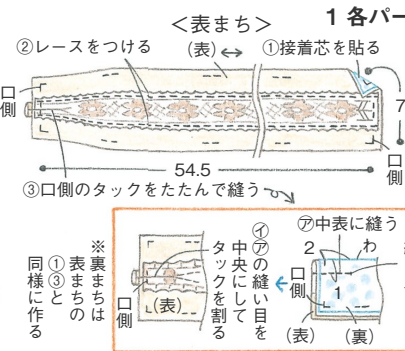 1 各パー
＜表まち＞
②レースをつける
(表)
①接着芯を貼る
口側
7
口側
54.5
③口側のタックをたたんで縫う
㋐中表に縫う
2
わ
1
口側
(表)
(裏)
㋑㋐の縫い目を
中央にして
タックを割る
(表)
口側
※裏まちは
表まちの
①③と
同様に作る